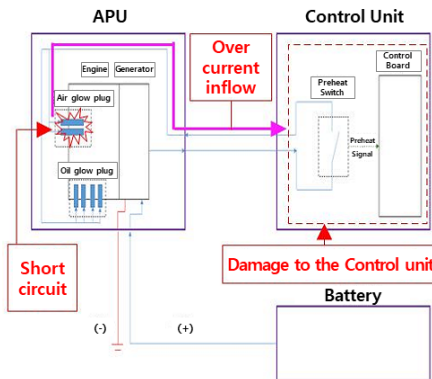 APU
Control Unit
Over
current
inflow
Control
Board
Engine
Generator
Preheat
Switch
Air glow plug
Preheat
Signal
Oil glow plug
Short
circuit
Damage to the Control unit
Battery
(-)
(+)